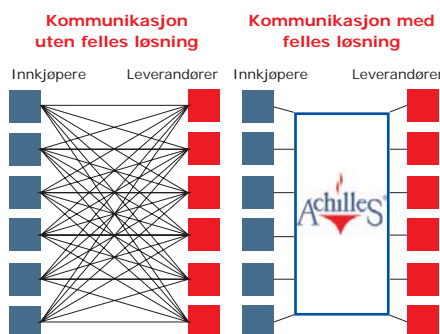 Kommunikasjon
uten felles løsning
Innkjøpere Leverandører
Kommunikasjon med
felles løsning
Innkjøpere Leverandører
Achilles